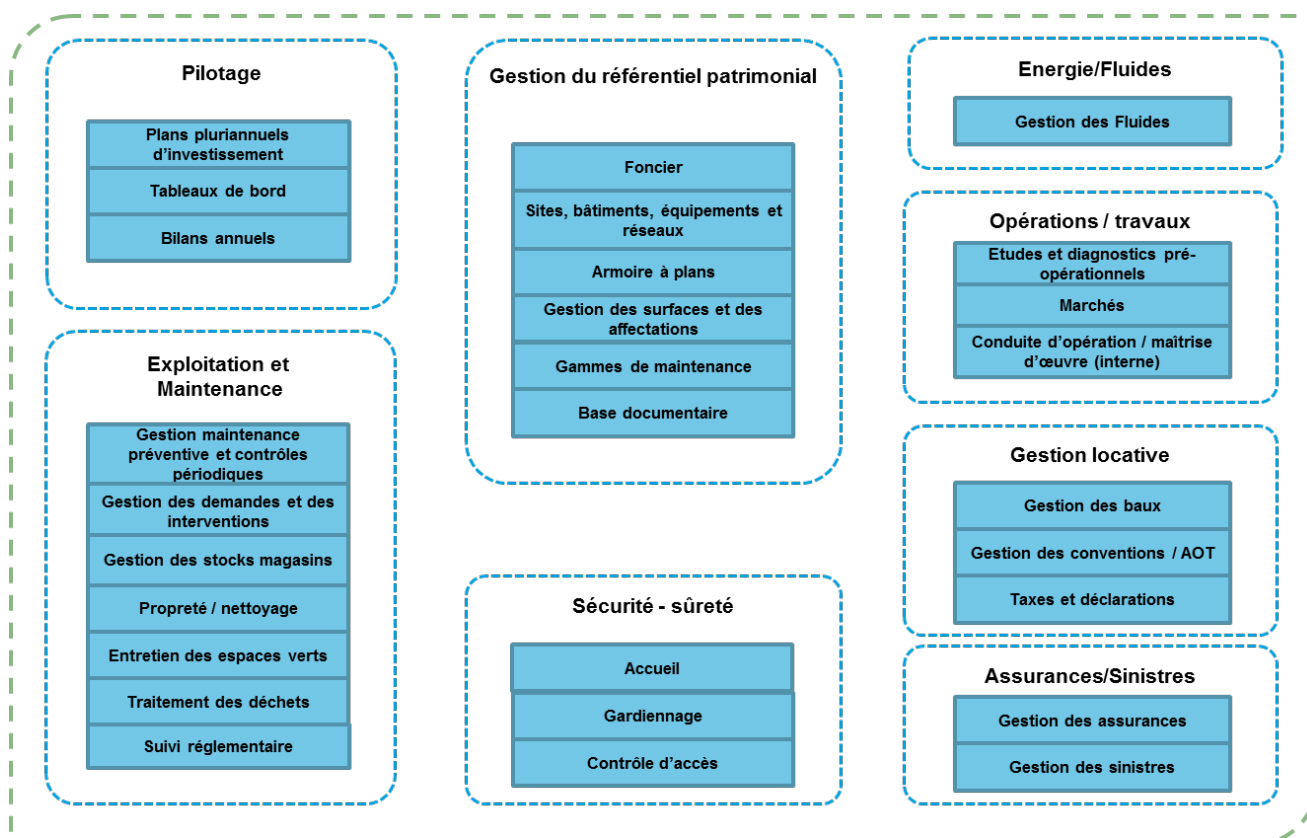 Pilotage
Plans pluriannuels
d’investissement
Tableaux de bord
Bilans annuels
Exploitation et
Maintenance
Gestion maintenance
préventive et contrôles
périodiques
Gestion des demandes et des
interventions
Gestion des stocks magasins
Propreté / nettoyage
Entretien des espaces verts
Traitement des déchets
Suivi réglementaire
Gestion du référentiel patrimonial
Foncier
Sites, bâtiments, équipements et
réseaux
Armoire à plans
Gestion des surfaces et des
affectations
Gammes de maintenance
Base documentaire
Sécurité - sûreté
Accueil
Gardiennage
Contrôle d’accès
Energie/Fluides
Gestion des Fluides
Opérations / travaux
Etudes et diagnostics pré-
opérationnels
Marchés
Conduite d’opération / maîtrise
d’œuvre (interne)
Gestion locative
Gestion des baux
Gestion des conventions / AOT
Taxes et déclarations
Assurances/Sinistres
Gestion des assurances
Gestion des sinistres